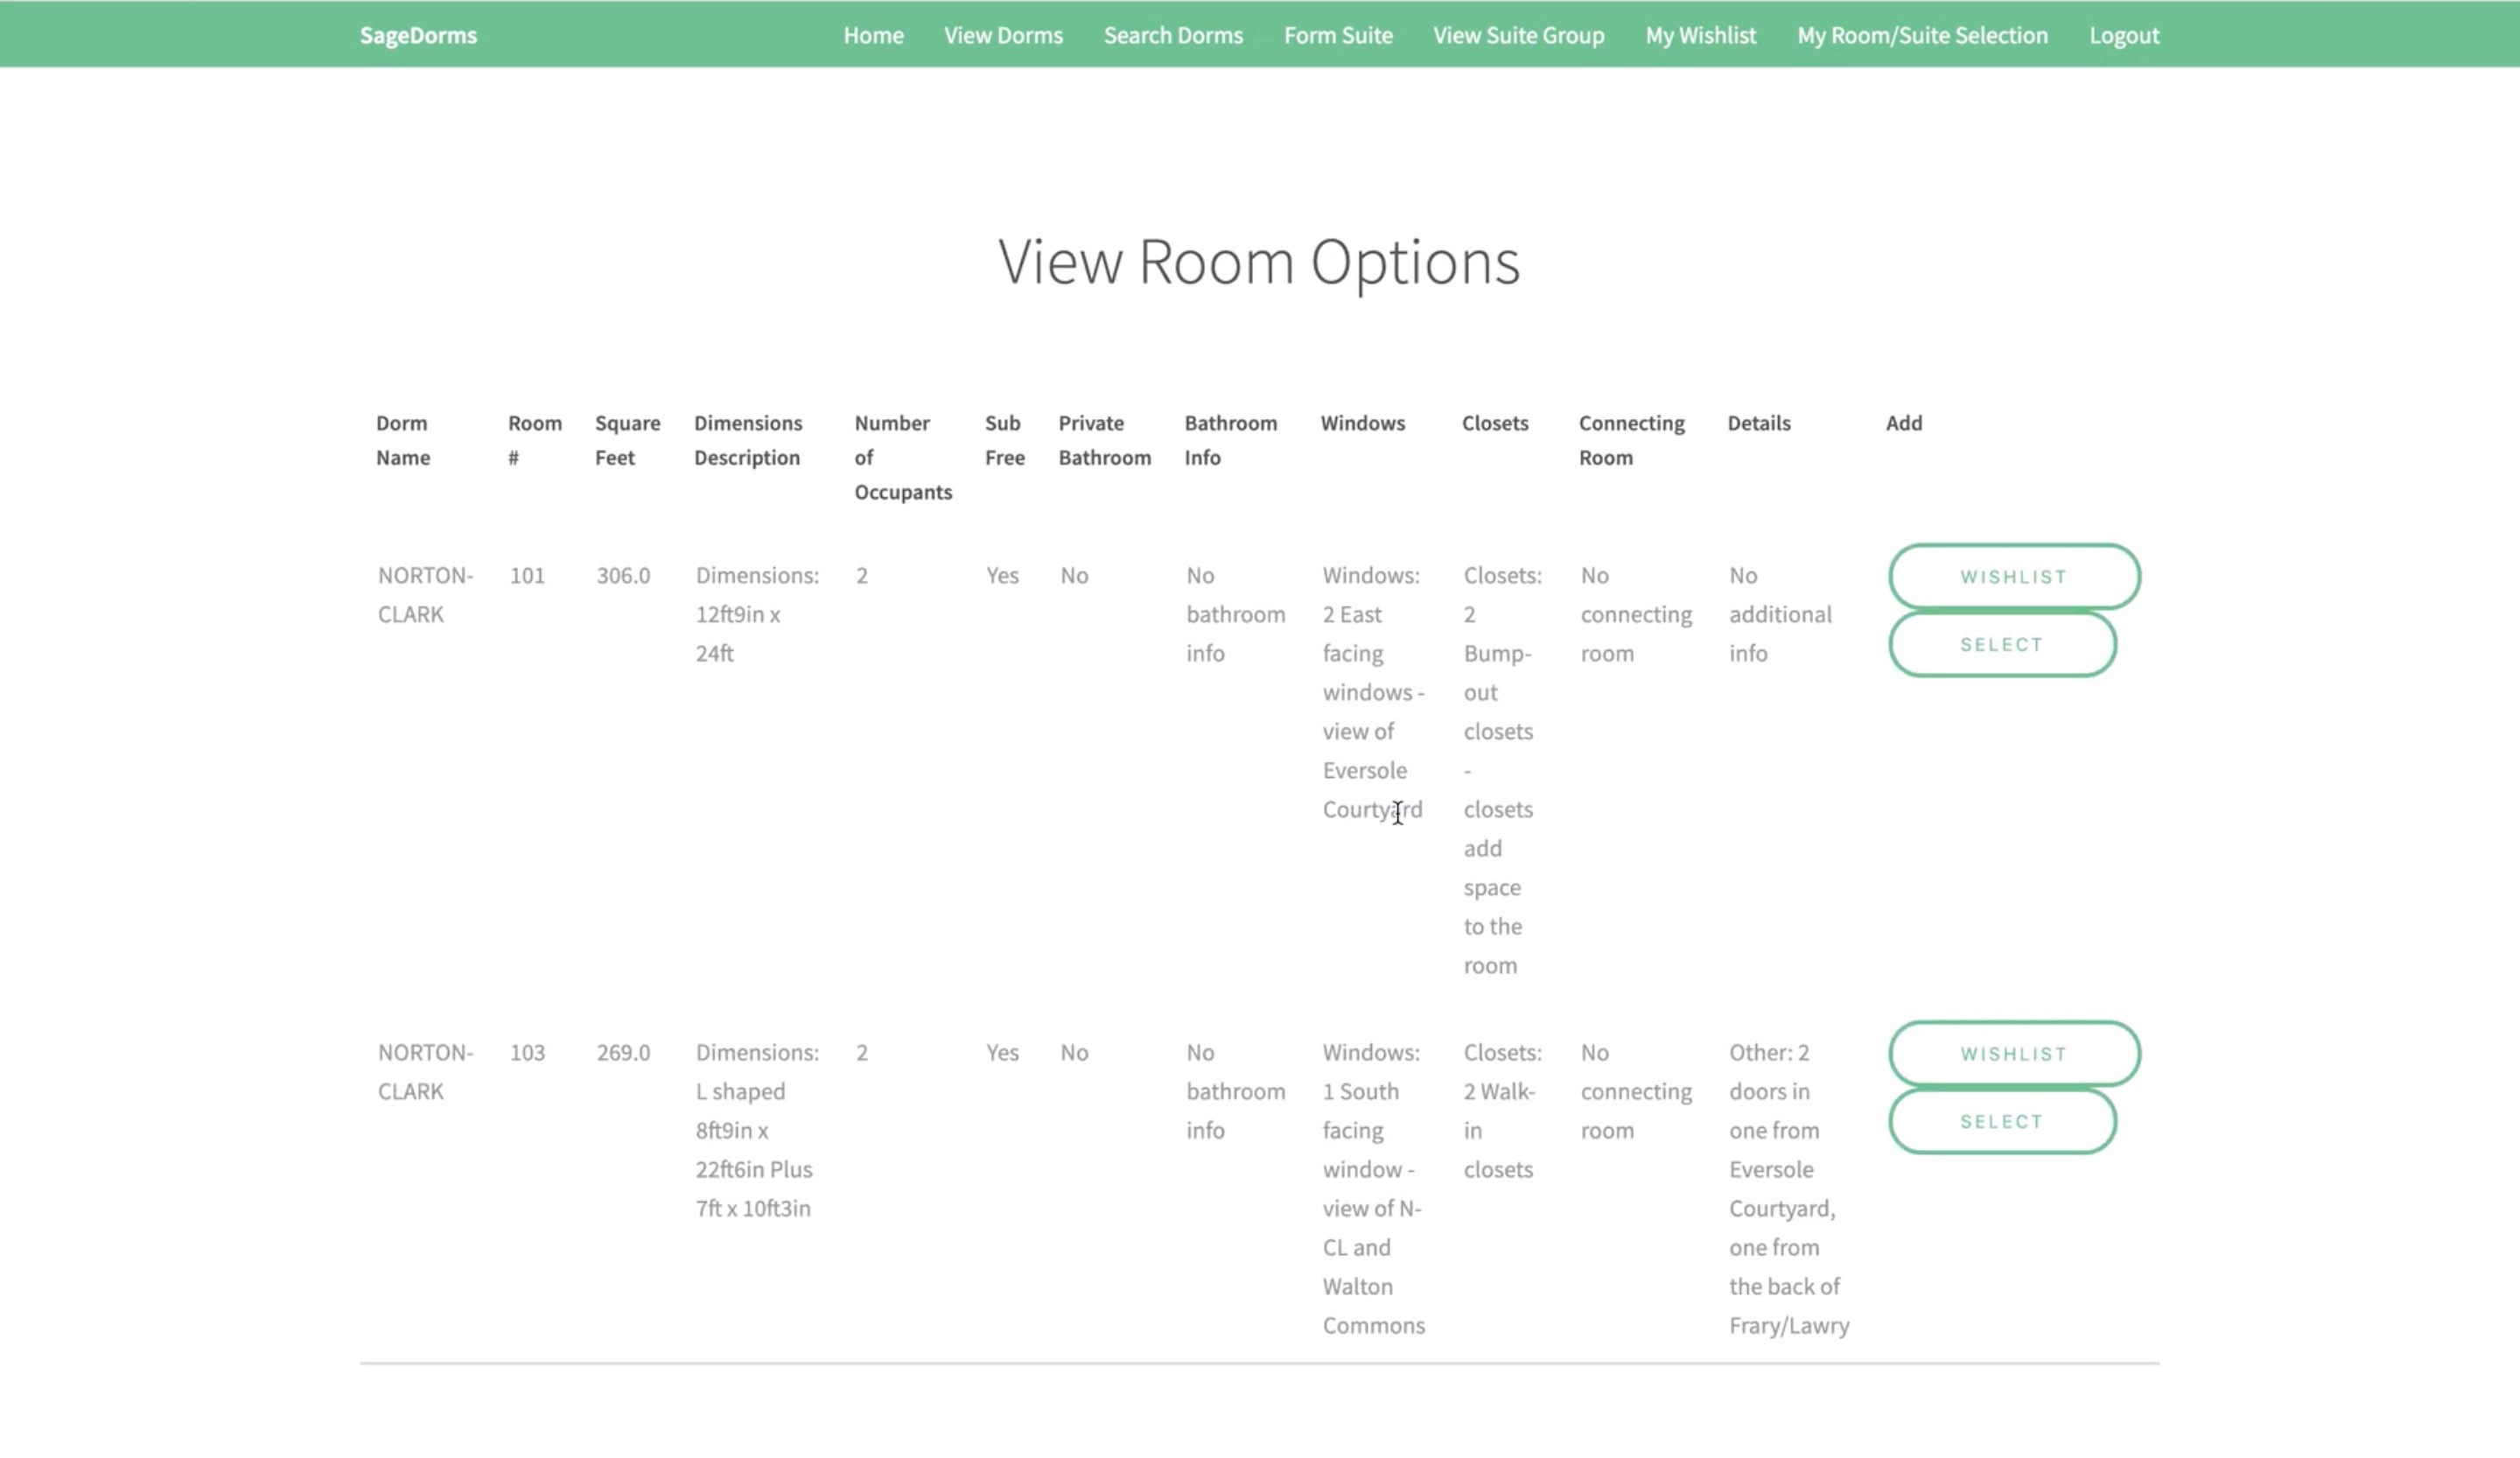 SageDorms Home View Dorms Search Dorms Form Suite View Suite Group My Wishlist My Room/Suite Selection Logout
View Room Options
Dorm
Name
Room
#
Square
Feet
Dimensions
Description
Number
of
Occupants
Sub
Free
Private
Bathroom
Bathroom
Info
Windows
Closets
Connecting
Room
Details
Add
NORTON-
CLARK
101
306.0
Dimensions:
12ft9in x
24ft
2
Yes
No
No
bathroom
info
Windows:
2 East
facing
windows -
view of
Eversole
Courtyard
Closets:
2
Bump-
out
closets
-
closets
add
space
to the
room
No
connecting
room
No
additional
info
WISHLIST
SELECT
NORTON-
CLARK
103
269.0
Dimensions:
L shaped
8ft9in x
22ft6in Plus
7ft x 10ft3in
2
Yes
No
No
bathroom
info
Windows:
1 South
facing
window -
view of N-
CL and
Walton
Commons
Closets:
2 Walk-
in
closets
No
connecting
room
Other: 2
doors in
one from
Eversole
Courtyard,
one from
the back of
Frary/Lawry
WISHLIST
SELECT